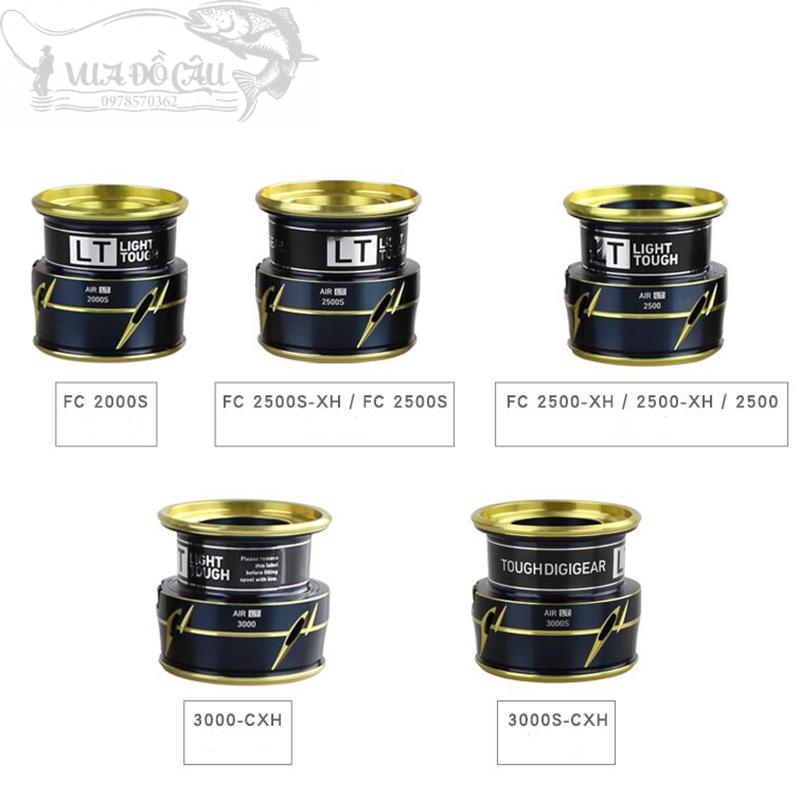 VUA ĐỒ CÂU
0978570362
LT LIGHT TOUGH
AIR LT
2000S
LT LIGHT TOUGH
AIR LT
2500S
T LIGHT TOUGH
AIR LT
2500
FC 2000S
FC 2500S-XH / FC 2500S
FC 2500-XH / 2500-XH / 2500
T LIGHT TOUGH
Please remove
this label
before filling
spool with line.
AIR LT
3000
TOUGH DIGIGEAR L
AIR LT
3000S
3000-CXH
3000S-CXH